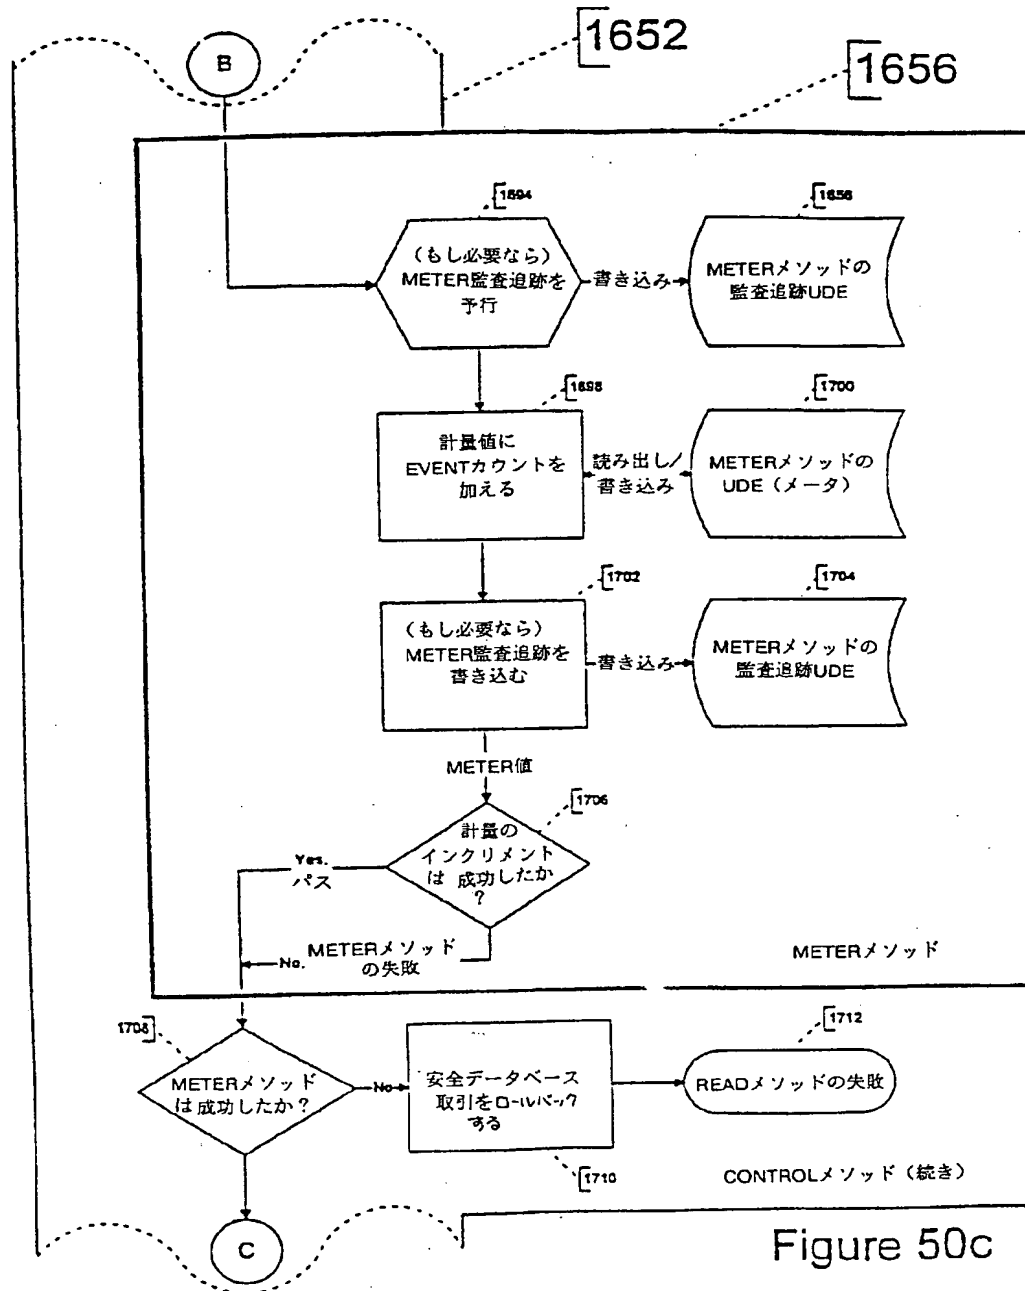 1652
1656
B
1694
1656
(もし必要なら)
METER監査追跡を
予行
書き込み
METERメソッドの
監査追跡UDE
1698
1700
計量値に
EVENTカウントを
加える
読み出し/
書き込み
METERメソッドの
UDE(メータ)
1702
1704
(もし必要なら)
METER監査追跡を
書き込む
書き込み
METERメソッドの
監査追跡UDE
METER値
1706
計量の
インクリメント
は 成功したか
?
Yes.
パス
No.
METERメソッド
の失敗
METERメソッド
1708
1712
METERメソッド
は成功したか?
No
安全データベース
取引をロールバック
する
READメソッドの失敗
1710
CONTROLメソッド(続き)
C
Figure 50c